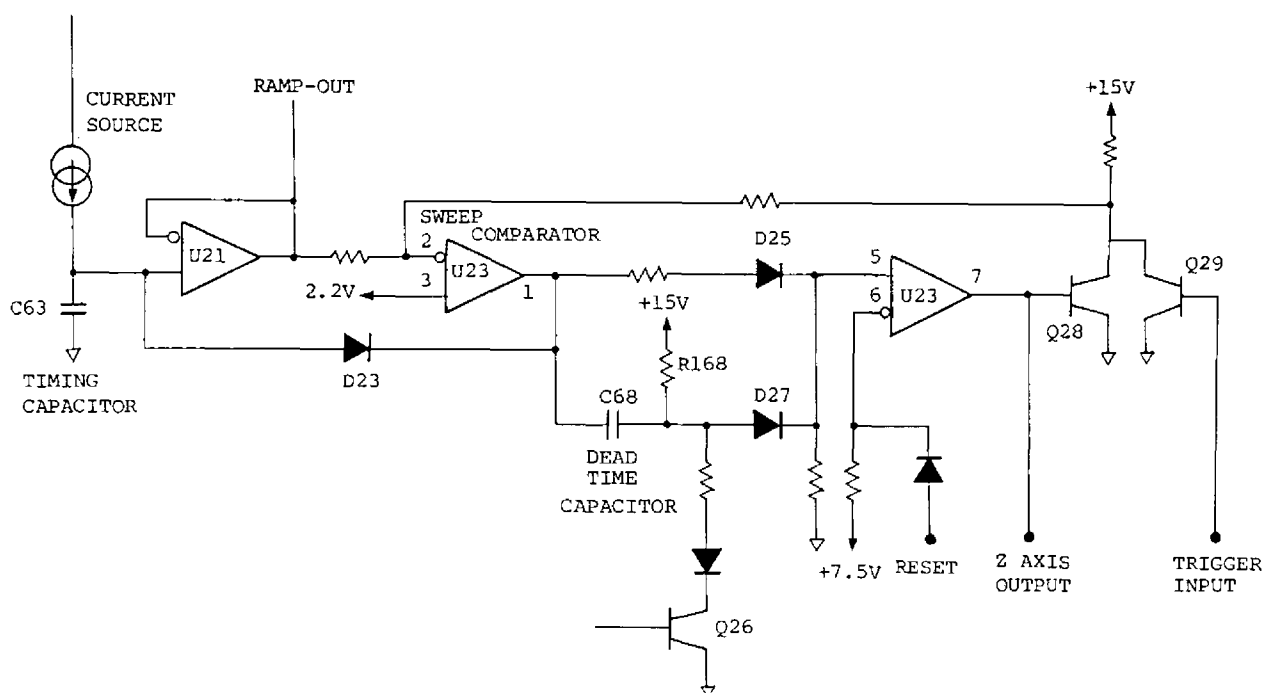 +15V
RAMP-OUT
CURRENT
SOURCE
SWEEP
COMPARATOR
U21
2
U23
3
1
2.2V
D25
5
6
U23
7
Q29
Q28
C63
+15V
R168
D23
C68
D27
TIMING
CAPACITOR
DEAD
TIME
CAPACITOR
+7.5V
RESET
Z AXIS
OUTPUT
TRIGGER
INPUT
Q26